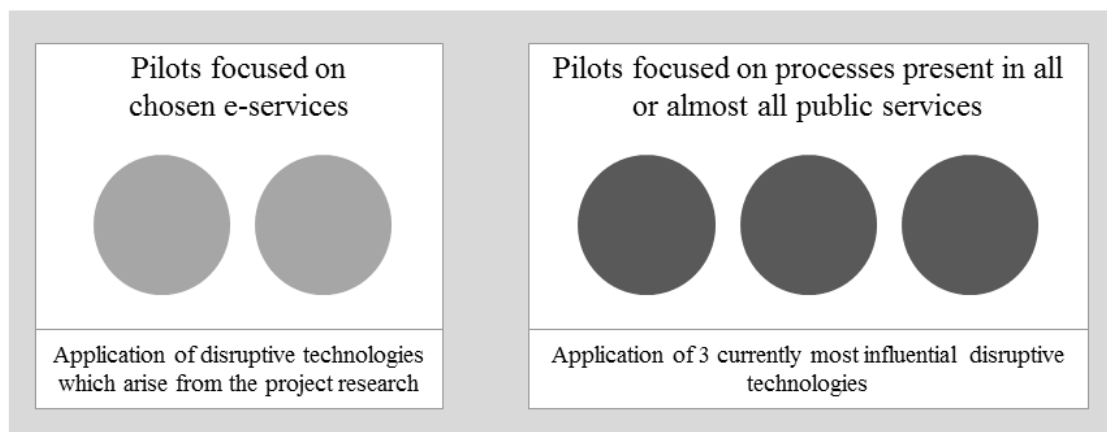 Pilots focused on
chosen e-services
Application of disruptive technologies
which arise from the project research
Pilots focused on processes present in all
or almost all public services
Application of 3 currently most influential disruptive
technologies